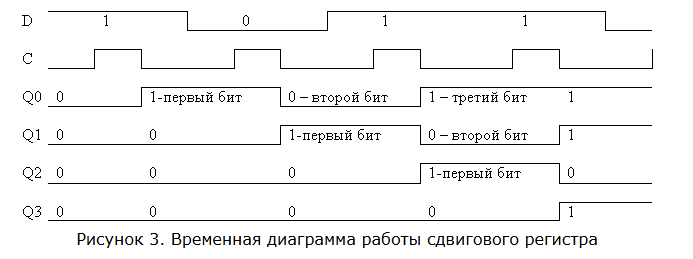 D 1 0 1 1
C
Q0 0 1-первый бит 0 – второй бит 1 – третий бит 1
Q1 0 0 1-первый бит 0 – второй бит 1
Q2 0 0 0 1-первый бит 0
Q3 0 0 0 0 1
Рисунок 3. Временная диаграмма работы сдвигового регистра